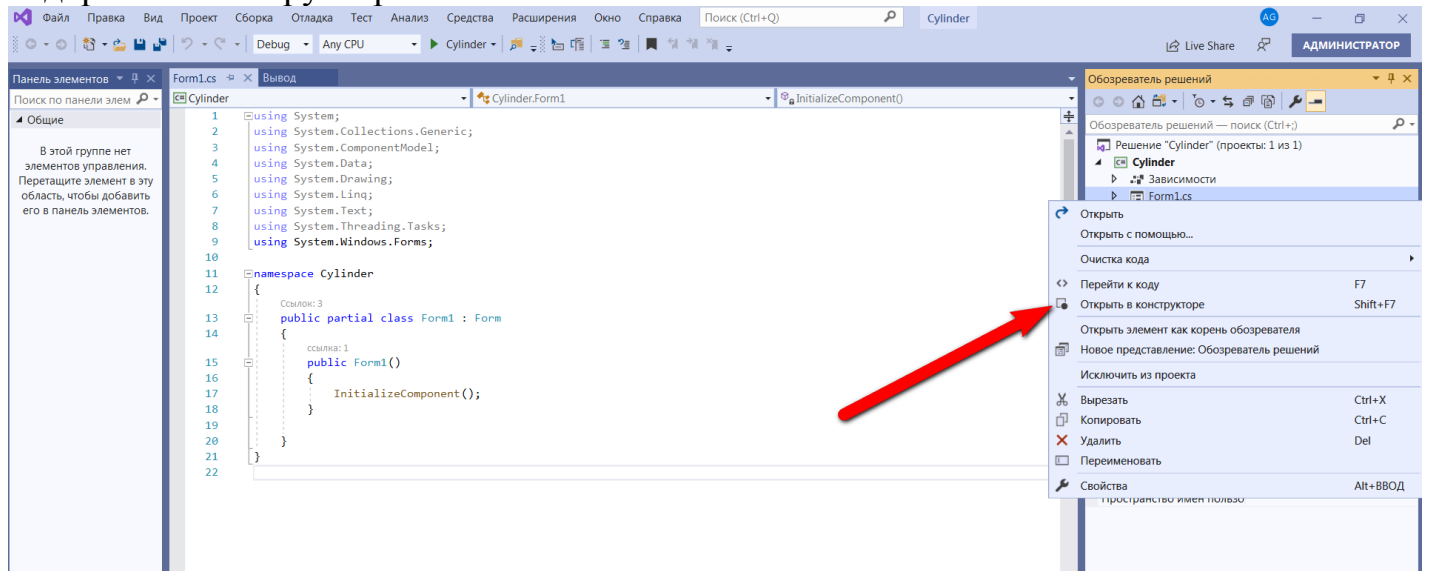 Файл Правка Вид Проект Сборка Отладка Тест Анализ Средства Расширения Окно Справка Поиск (Ctrl+Q) Cylinder AG
Debug Any CPU Cylinder Live Share АДМИНИСТРАТОР
Панель элементов
Поиск по панели элем
Общие
В этой группе нет
элементов управления.
Перетащите элемент в эту
область, чтобы добавить
его в панель элементов.
Form1.cs Вывод
C# Cylinder Cylinder.Form1 InitializeComponent()
1 using System;
2 using System.Collections.Generic;
3 using System.ComponentModel;
4 using System.Data;
5 using System.Drawing;
6 using System.Linq;
7 using System.Text;
8 using System.Threading.Tasks;
9 using System.Windows.Forms;
10
11 namespace Cylinder
12 {
Ссылок: 3
13 public partial class Form1 : Form
14 {
ссылка: 1
15 public Form1()
16 {
17 InitializeComponent();
18 }
19
20 }
21 }
22
Обозреватель решений
Обозреватель решений — поиск (Ctrl+;)
Решение "Cylinder" (проекты: 1 из 1)
C# Cylinder
Зависимости
Form1.cs
Открыть
Открыть с помощью...
Очистка кода
Перейти к коду F7
Открыть в конструкторе Shift+F7
Открыть элемент как корень обозревателя
Новое представление: Обозреватель решений
Исключить из проекта
Вырезать Ctrl+X
Копировать Ctrl+C
Удалить Del
Переименовать
Свойства Alt+ВВОД
Пространство имен пользо